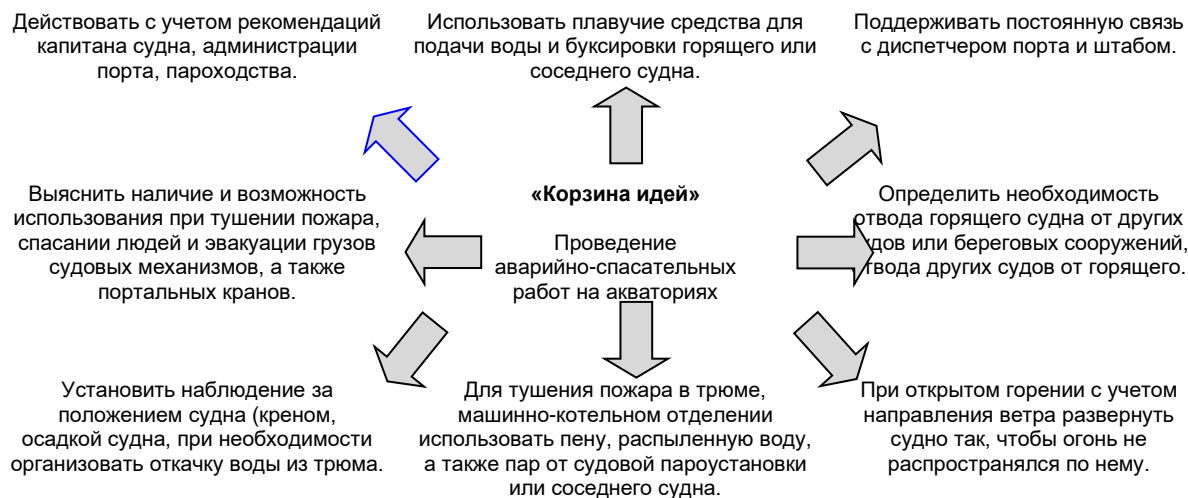 Действовать с учетом рекомендаций
капитана судна, администрации
порта, пароходства.
Использовать плавучие средства для
подачи воды и буксировки горящего или
соседнего судна.
Поддерживать постоянную связь
с диспетчером порта и штабом.
Выяснить наличие и возможность
использования при тушении пожара,
спасании людей и эвакуации грузов
судовых механизмов, а также
портальных кранов.
«Корзина идей»
Проведение
аварийно-спасательных
работ на акваториях
Определить необходимость
отвода горящего судна от других
или береговых сооружений,
других судов от горящего.
Установить наблюдение за
положением судна (креном,
осадкой судна, при необходимости
организовать откачку воды из трюма.
Для тушения пожара в трюме,
машинно-котельном отделении
использовать пену, распыленную воду,
а также пар от судовой пароустановки
или соседнего судна.
При открытом горении с учетом
направления ветра развернуть
судно так, чтобы огонь не
распространялся по нему.